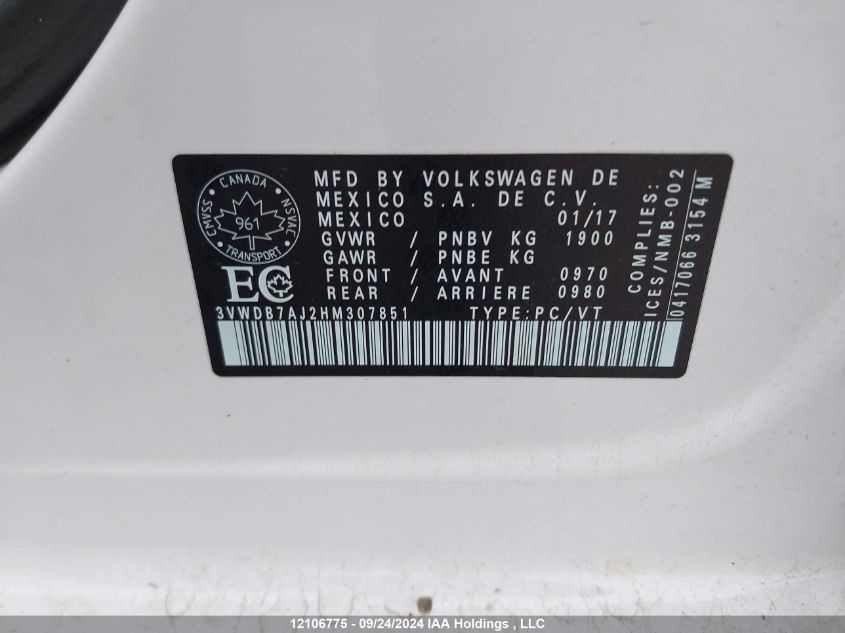 CANADA
CMVSS
NSVAC
961
TRANSPORT
EC
MFD BY VOLKSWAGEN DE
MEXICO S.A. DE C.V.
MEXICO 01/17
GVWR / PNBV KG 1900
GAWR / PNBE KG
FRONT / AVANT 0970
REAR / ARRIERE 0980
3VWDB7AJ2HM307851 TYPE:PC/VT
COMPLIES:
ICES/NMB-002
0417066 3154 M
12106775 - 09/24/2024 IAA Holdings , LLC